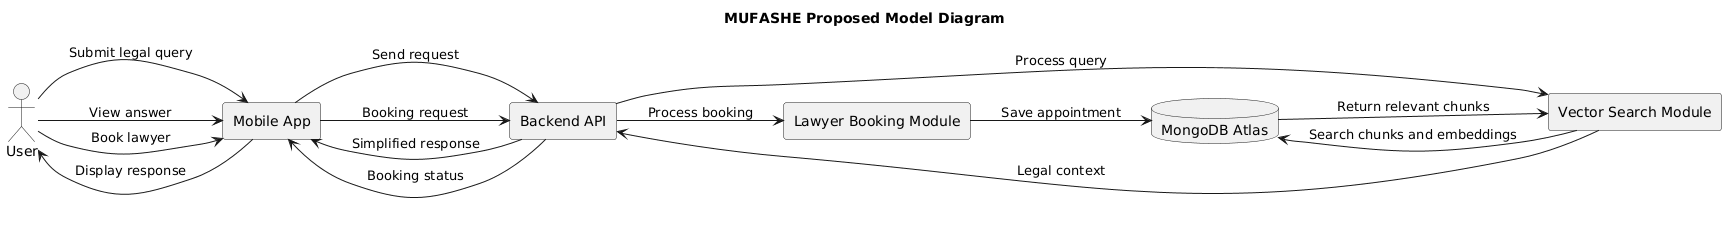 MUFASHE Proposed Model Diagram
Submit legal query
Send request
Process query
View answer
Booking request
Process booking
Save appointment
Return relevant chunks
Mobile App
Backend API
Lawyer Booking Module
MongoDB Atlas
Vector Search Module
Book lawyer
Simplified response
Search chunks and embeddings
User
Display response
Booking status
Legal context